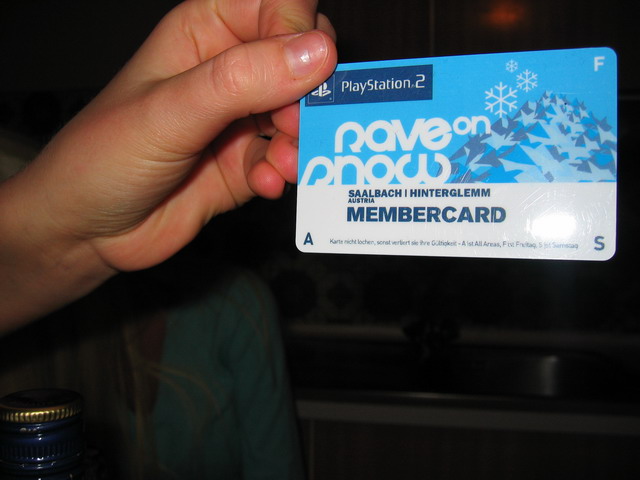 PlayStation 2
F
rave on
snow
SAALBACH | HINTERGLEMM
AUSTRIA
MEMBERCARD
A
Karte nicht lochen, sonst verliert sie ihre Gültigkeit - A ist All Areas, F ist Freitag, S ist Samstag
S